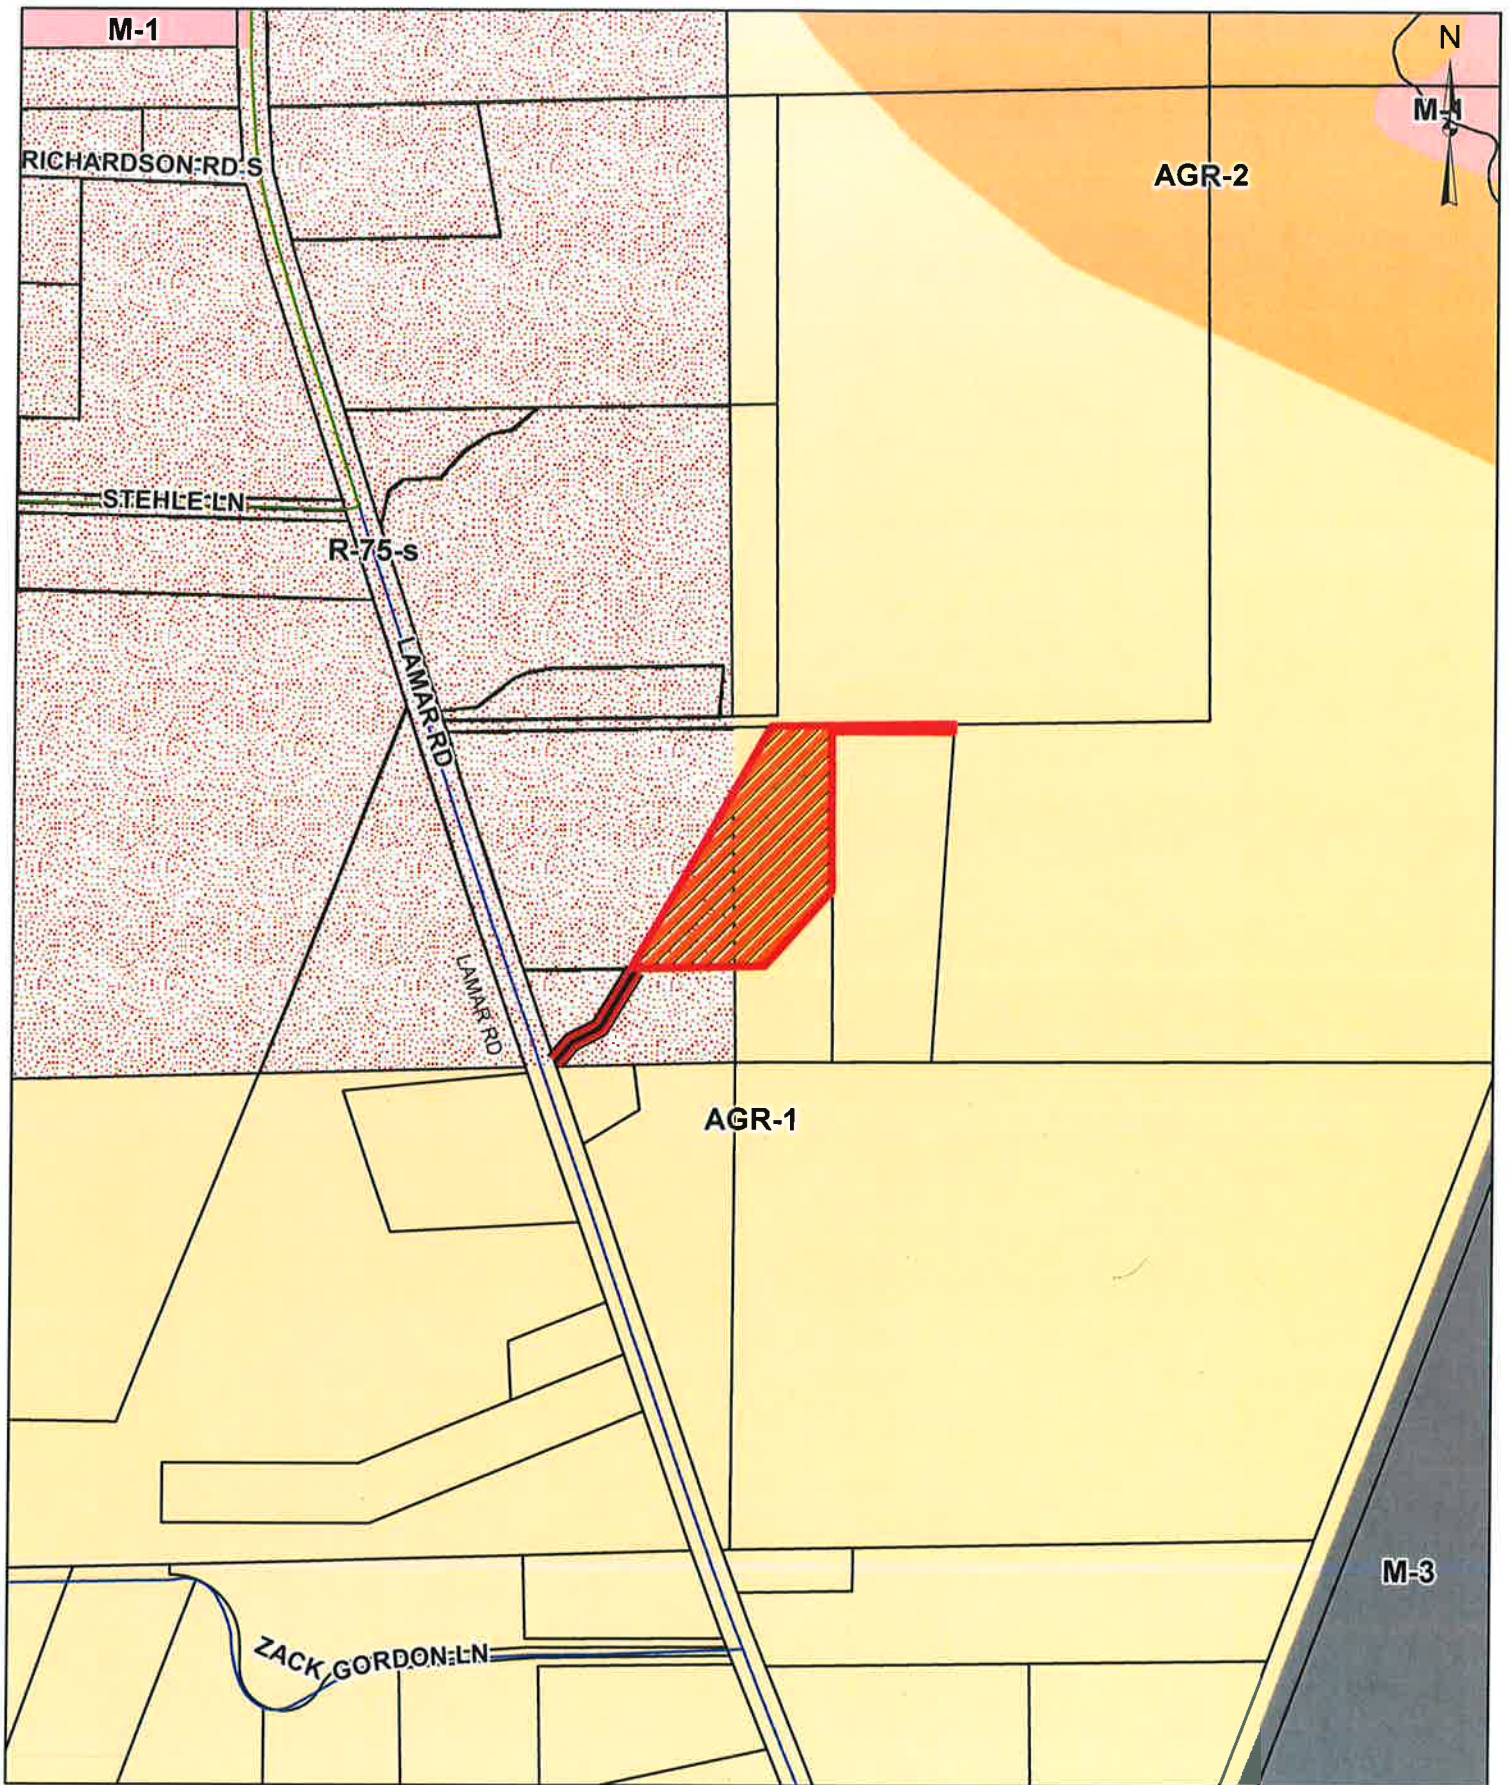 M-1
N
M-1
RICHARDSON RD S
AGR-2
STEHLE LN
R-75-s
LAMAR RD
LAMAR RD
AGR-1
M-3
ZACK GORDON LN